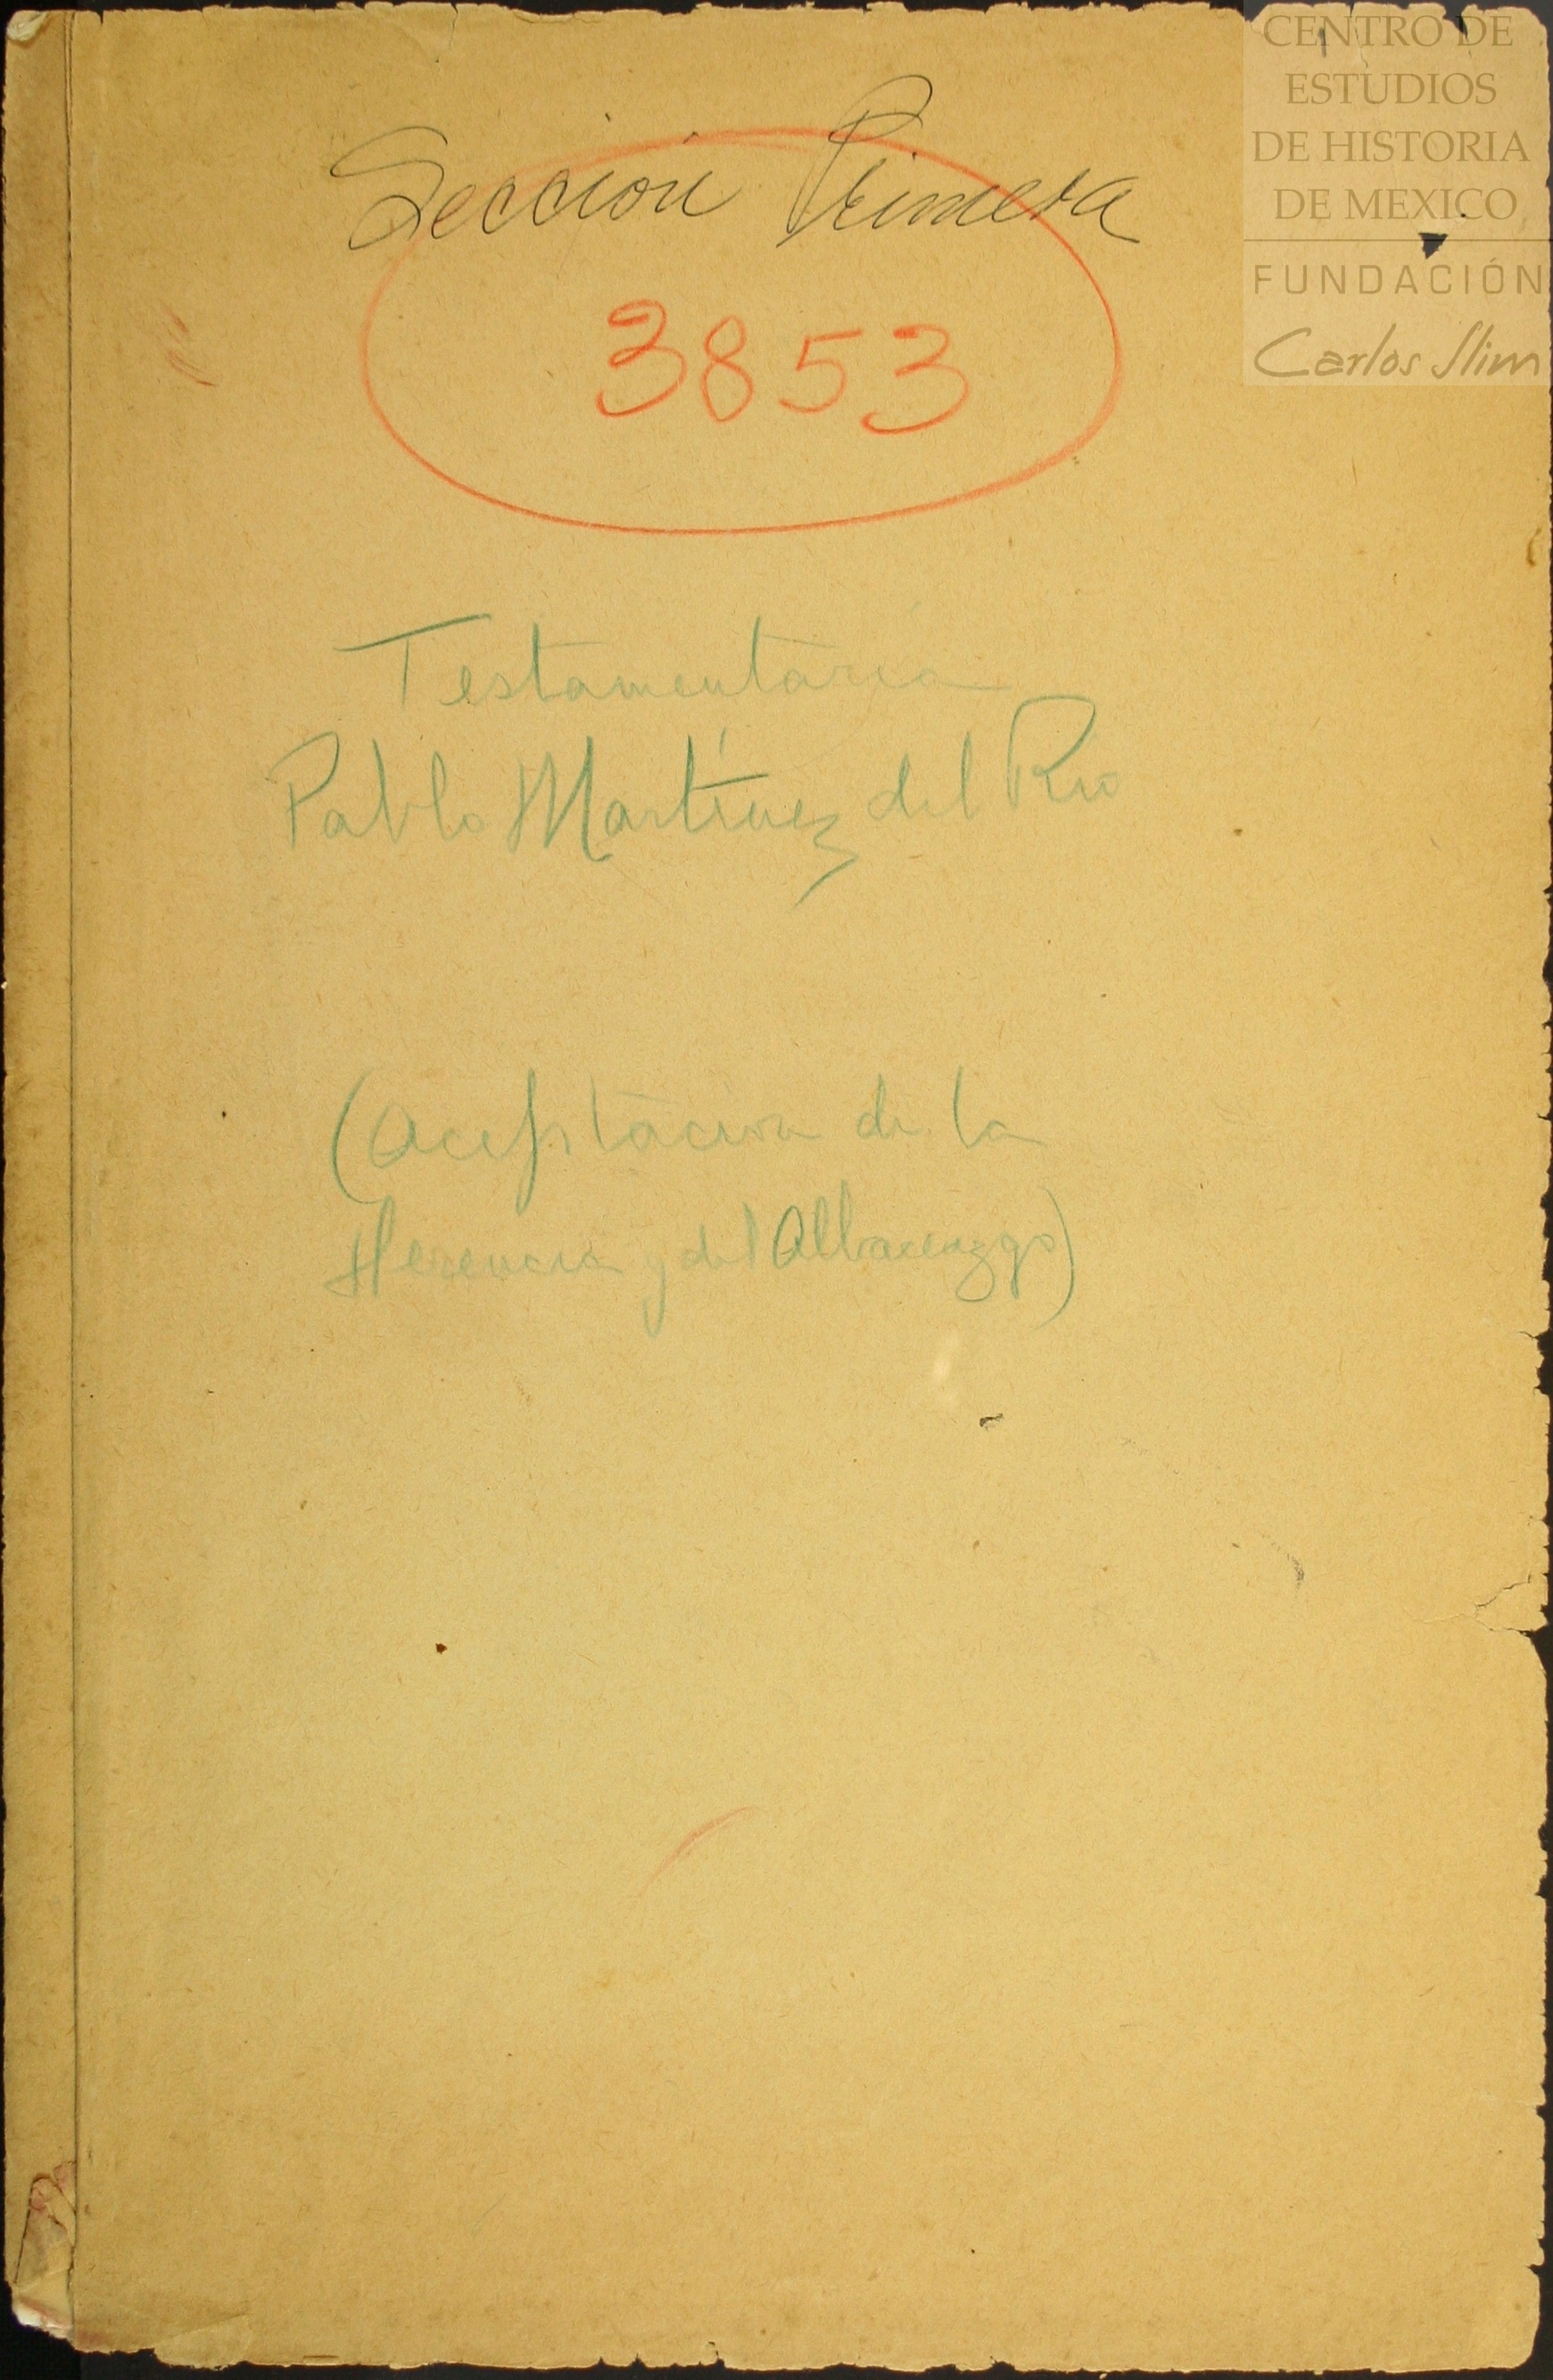 CENTRO DE
ESTUDIOS
DE HISTORIA
DE MEXICO
FUNDACIÓN
Carlos Slim
Sección Primera
3853
Testamentaria
Pablo Martínez del Rio
(Aceptacion de la
Herencia y del Albaceazgo)